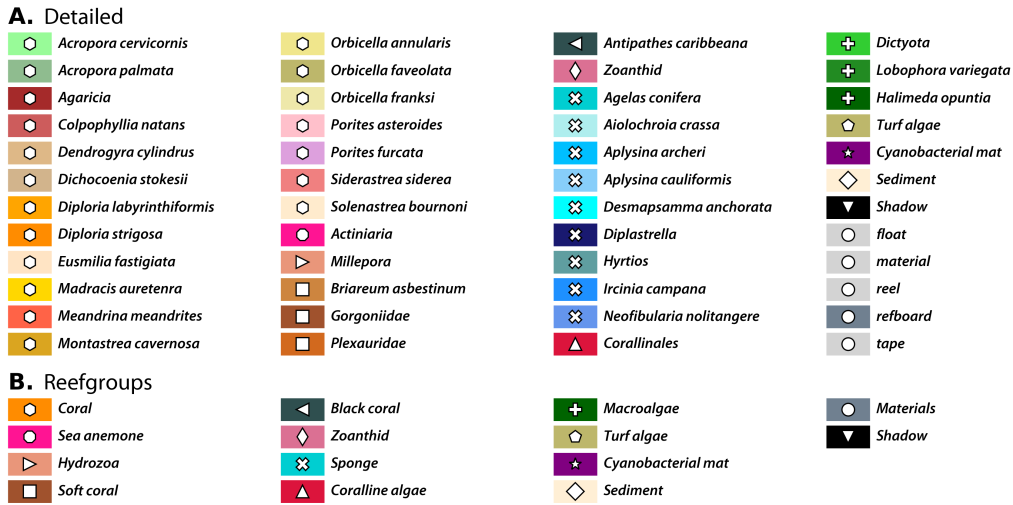 A. Detailed
Acropora cervicornis
Acropora palmata
Agaricia
Colpophyllia natans
Dendrogyra cylindrus
Dichocoenia stokesii
Diploria labyrinthiformis
Diploria strigosa
Eusmilia fastigiata
Madracis auretenra
Meandrina meandrites
Montastrea cavernosa
Orbicella annularis
Orbicella faveolata
Orbicella franksi
Porites asteroides
Porites furcata
Siderastrea siderea
Solenastrea bournoni
Actiniaria
Millepora
Briareum asbestinum
Gorgoniidae
Plexauridae
Antipathes caribbeana
Zoanthid
Agelas conifera
Aiolochroia crassa
Aplysina archeri
Aplysina cauliformis
Desmapsamma anchorata
Diplastrella
Hyrtios
Ircinia campana
Neofibularia nolitangere
Corallinales
Dictyota
Lobophora variegata
Halimeda opuntia
Turf algae
Cyanobacterial mat
Sediment
Shadow
float
material
reel
refboard
tape
B. Reefgroups
Coral
Sea anemone
Hydrozoa
Soft coral
Black coral
Zoanthid
Sponge
Coralline algae
Macroalgae
Turf algae
Cyanobacterial mat
Sediment
Materials
Shadow